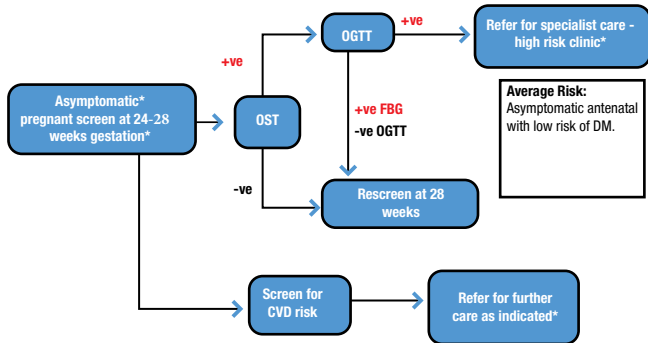 +ve
OGTT
+ve
Refer for specialist care -
high risk clinic*
Asymptomatic*
pregnant screen at 24-28
weeks gestation*
OST
+ve FBG
-ve OGTT
Average Risk:
Asymptomatic antenatal
with low risk of DM.
-ve
Rescreen at 28
weeks
Screen for
CVD risk
Refer for further
care as indicated*